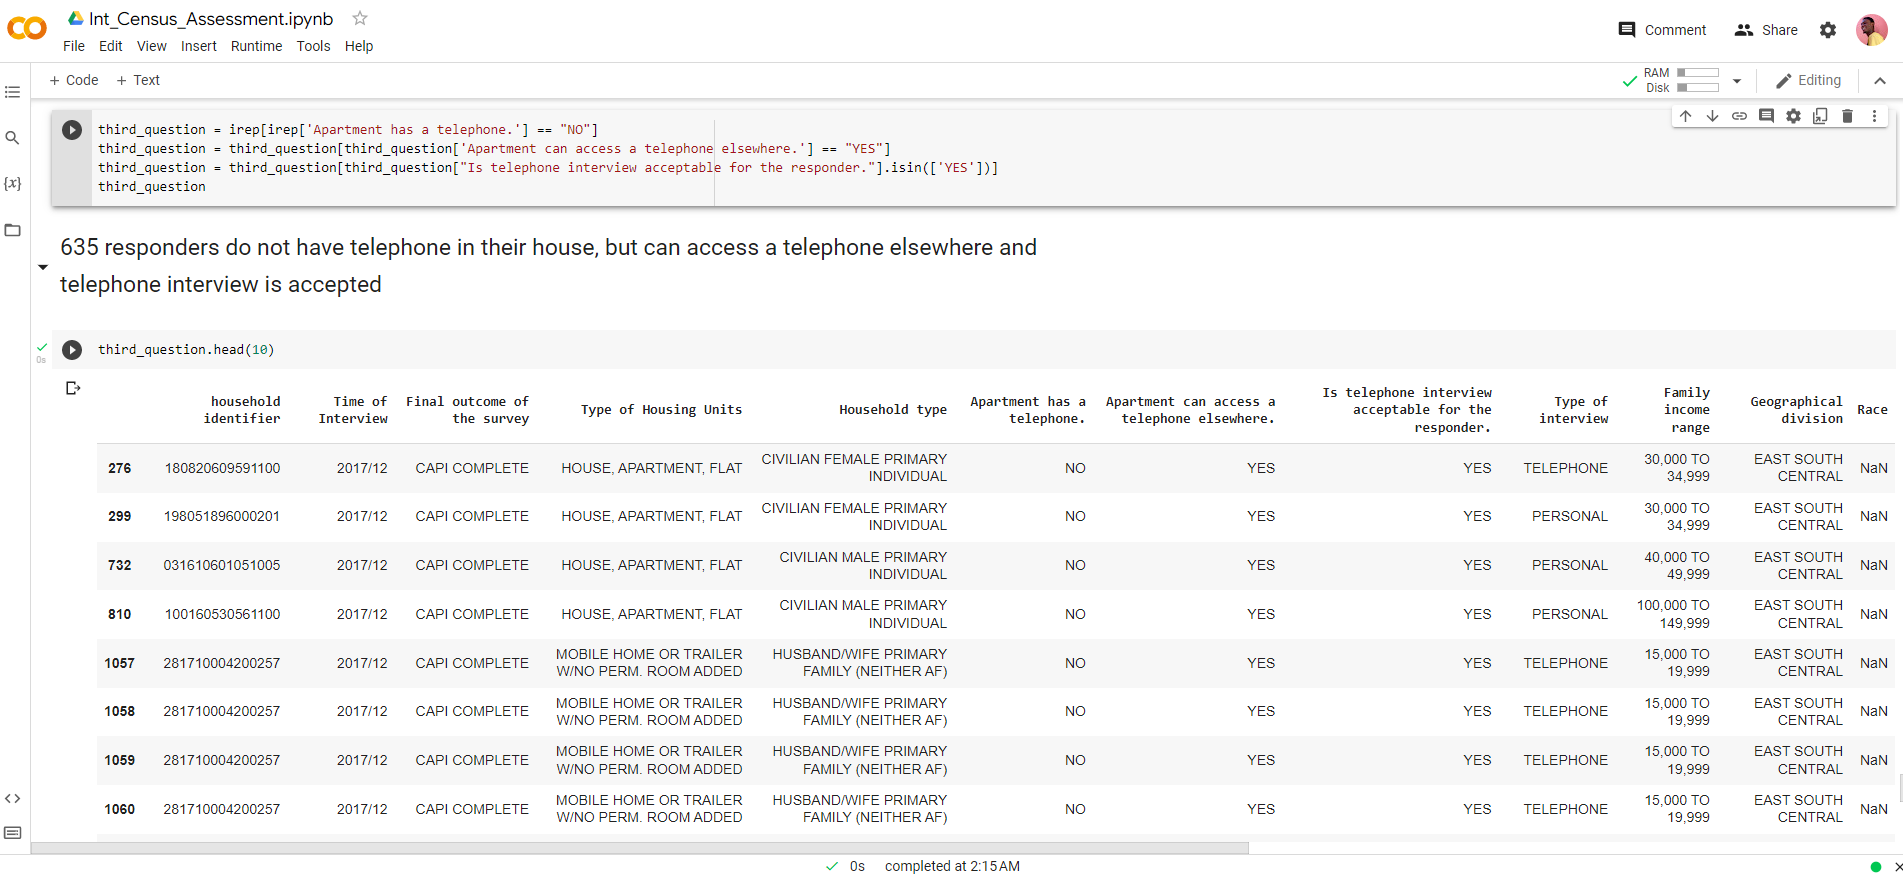 Int_Census_Assessment.ipynb
File Edit View Insert Runtime Tools Help
Comment Share
+ Code + Text
RAM
Disk
Editing
third_question = irep[irep['Apartment has a telephone.'] == "NO"]
third_question = third_question[third_question['Apartment can access a telephone elsewhere.'] == "YES"]
third_question = third_question[third_question["Is telephone interview acceptable for the responder."].isin(['YES'])]
third_question
635 responders do not have telephone in their house, but can access a telephone elsewhere and
telephone interview is accepted
0s
third_question.head(10)
household identifier Time of Interview Final outcome of the survey Type of Housing Units Household type Apartment has a telephone. Apartment can access a telephone elsewhere. Is telephone interview acceptable for the responder. Type of interview Family income range Geographical division Race
276 180820609591100 2017/12 CAPI COMPLETE HOUSE, APARTMENT, FLAT CIVILIAN FEMALE PRIMARY INDIVIDUAL NO YES YES TELEPHONE 30,000 TO 34,999 EAST SOUTH CENTRAL NaN
299 198051896000201 2017/12 CAPI COMPLETE HOUSE, APARTMENT, FLAT CIVILIAN FEMALE PRIMARY INDIVIDUAL NO YES YES PERSONAL 30,000 TO 34,999 EAST SOUTH CENTRAL NaN
732 031610601051005 2017/12 CAPI COMPLETE HOUSE, APARTMENT, FLAT CIVILIAN MALE PRIMARY INDIVIDUAL NO YES YES PERSONAL 40,000 TO 49,999 EAST SOUTH CENTRAL NaN
810 100160530561100 2017/12 CAPI COMPLETE HOUSE, APARTMENT, FLAT CIVILIAN MALE PRIMARY INDIVIDUAL NO YES YES PERSONAL 100,000 TO 149,999 EAST SOUTH CENTRAL NaN
1057 281710004200257 2017/12 CAPI COMPLETE MOBILE HOME OR TRAILER W/NO PERM. ROOM ADDED HUSBAND/WIFE PRIMARY FAMILY (NEITHER AF) NO YES YES TELEPHONE 15,000 TO 19,999 EAST SOUTH CENTRAL NaN
1058 281710004200257 2017/12 CAPI COMPLETE MOBILE HOME OR TRAILER W/NO PERM. ROOM ADDED HUSBAND/WIFE PRIMARY FAMILY (NEITHER AF) NO YES YES TELEPHONE 15,000 TO 19,999 EAST SOUTH CENTRAL NaN
1059 281710004200257 2017/12 CAPI COMPLETE MOBILE HOME OR TRAILER W/NO PERM. ROOM ADDED HUSBAND/WIFE PRIMARY FAMILY (NEITHER AF) NO YES YES TELEPHONE 15,000 TO 19,999 EAST SOUTH CENTRAL NaN
1060 281710004200257 2017/12 CAPI COMPLETE MOBILE HOME OR TRAILER W/NO PERM. ROOM ADDED HUSBAND/WIFE PRIMARY FAMILY (NEITHER AF) NO YES YES TELEPHONE 15,000 TO 19,999 EAST SOUTH CENTRAL NaN
0s completed at 2:15 AM